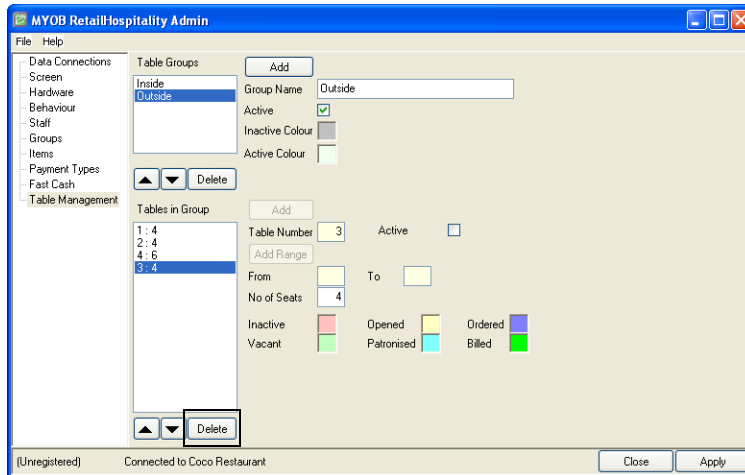 MYOB RetailHospitality Admin
File Help
Data Connections
Screen
Hardware
Behaviour
Staff
Groups
Items
Payment Types
Fast Cash
Table Management
Table Groups
Inside
Outside
Delete
Add
Group Name Outside
Active
Inactive Colour
Active Colour
Tables in Group
1 : 4
2 : 4
4 : 6
3 : 4
Delete
Add
Table Number 3 Active
Add Range
From To
No of Seats 4
Inactive Opened Ordered
Vacant Patronised Billed
(Unregistered) Connected to Coco Restaurant Close Apply